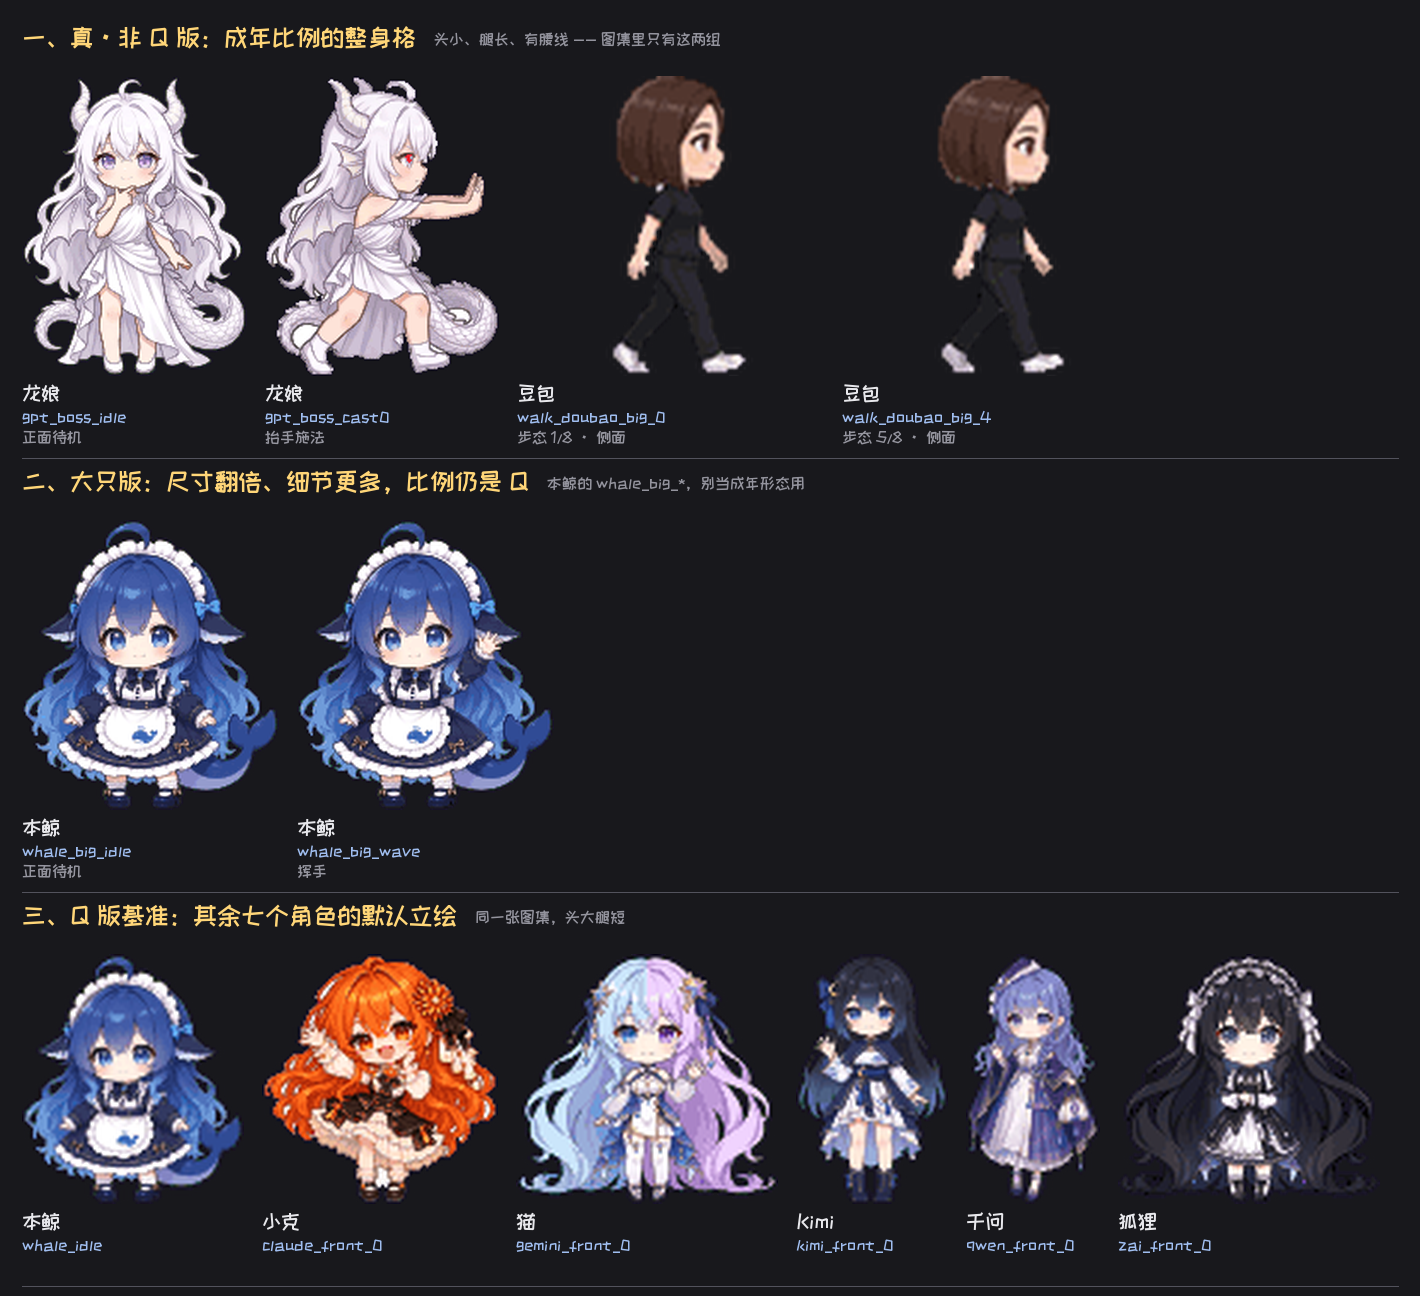 一、真·非 Q 版：成年比例的整身格 头小、腿长、有腰线 —— 图集里只有这两组
龙娘 龙娘 豆包 豆包
gpt_boss_idle gpt_boss_cast0 walk_doubao_big_0 walk_doubao_big_4
正面待机 抬手施法 步态 1/8 · 侧面 步态 5/8 · 侧面
二、大只版：尺寸翻倍、细节更多，比例仍是 Q 本鲸的 whale_big_*，别当成年形态用
本鲸 本鲸
whale_big_idle whale_big_wave
正面待机 挥手
三、Q 版基准：其余七个角色的默认立绘 同一张图集，头大腿短
本鲸 小克 猫 kimi 千问 狐狸
whale_idle claude_front_0 gemini_front_0 kimi_front_0 qwen_front_0 zai_front_0